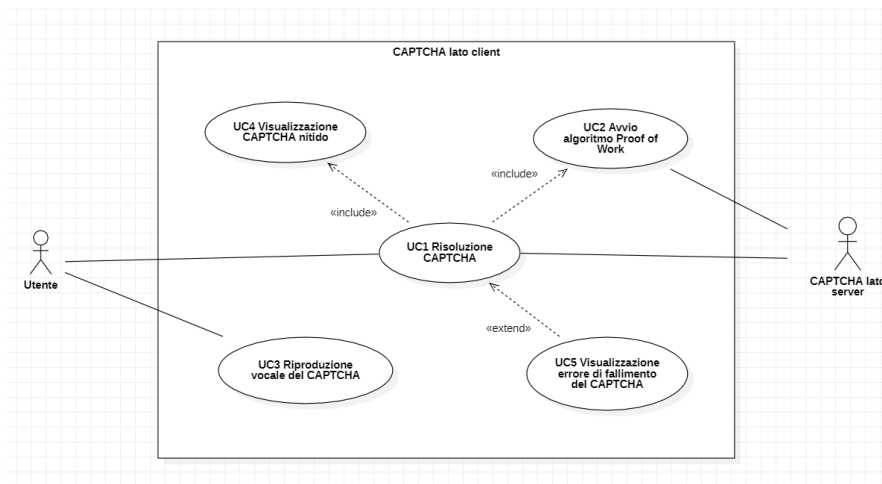 CAPTCHA lato client
UC4 Visualizzazione
CAPTCHA nitido
UC2 Avvio
algoritmo Proof of
Work
«include»
«include»
UC1 Risoluzione
CAPTCHA
Utente
CAPTCHA lato
server
«extend»
UC3 Riproduzione
vocale del CAPTCHA
UC5 Visualizzazione
errore di fallimento
del CAPTCHA